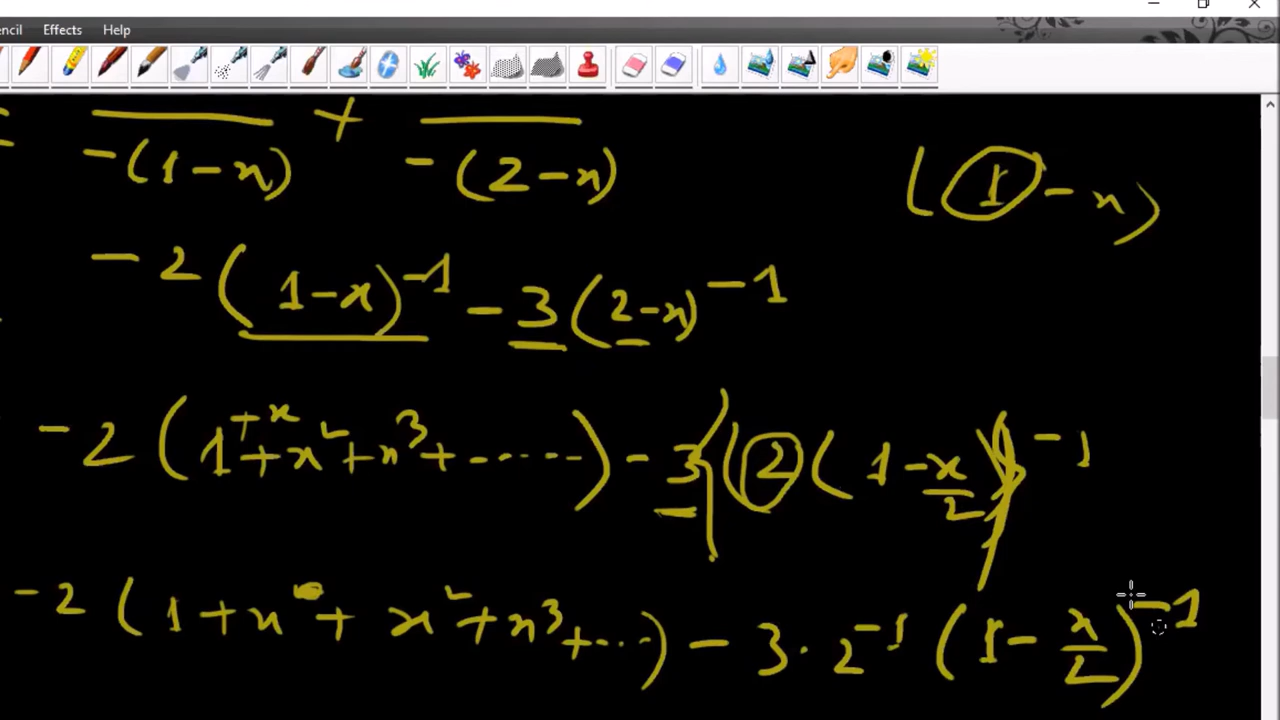 ncil Effects Help
= ―― + ――
-(1-x) -(2-x)
(1-x)
-2(1-x)^-1 -3(2-x)^-1
-2(1+x+x^2+x^3+......) -3(2(1-x/2))^-1
-2(1+x+x^2+x^3+...) -3·2^-1(1-x/2)^-1